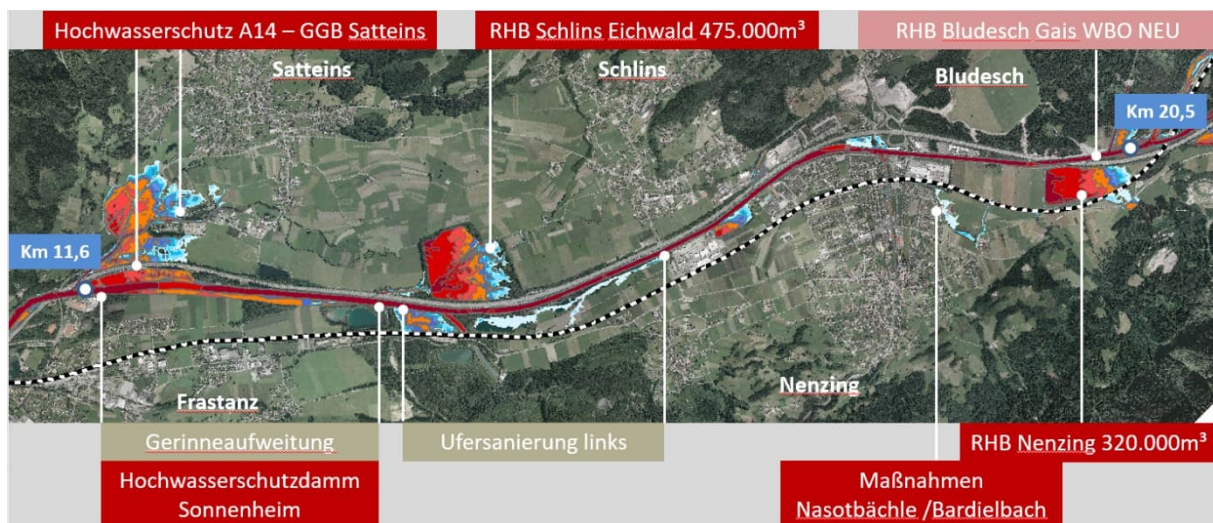 Hochwasserschutz A14 – GGB Satteins
RHB Schlins Eichwald 475.000m³
RHB Bludesch Gais WBO NEU
Satteins
Schlins
Bludesch
Km 20,5
Km 11,6
Frastanz
Nenzing
Gerinneaufweitung
Ufersanierung links
RHB Nenzing 320.000m³
Hochwasserschutzdamm
Sonnenheim
Maßnahmen
Nasotbächle /Bardielbach